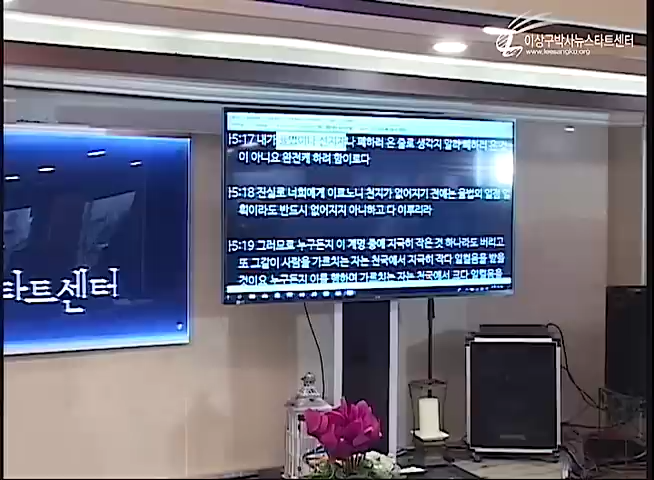 이상구박사뉴스타트센터
www.leesangko.org
타트센터
15:17 내가 율법이나 선지자나 폐하러 온 줄로 생각지 말라 폐하러 온 것
이 아니요 완전케 하려 함이로다
15:18 진실로 너희에게 이르노니 천지가 없어지기 전에는 율법의 일점 일
획이라도 반드시 없어지지 아니하고 다 이루리라
15:19 그러므로 누구든지 이 계명 중에 지극히 작은 것 하나라도 버리고
또 그같이 사람을 가르치는 자는 천국에서 지극히 작다 일컬음을 받을
것이요 누구든지 이를 행하며 가르치는 자는 천국에서 크다 일컬음을